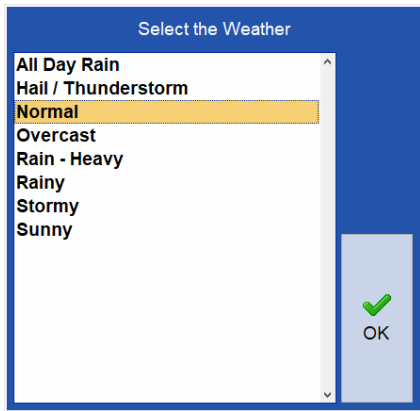 Select the Weather
All Day Rain
Hail / Thunderstorm
Normal
Overcast
Rain - Heavy
Rainy
Stormy
Sunny
OK